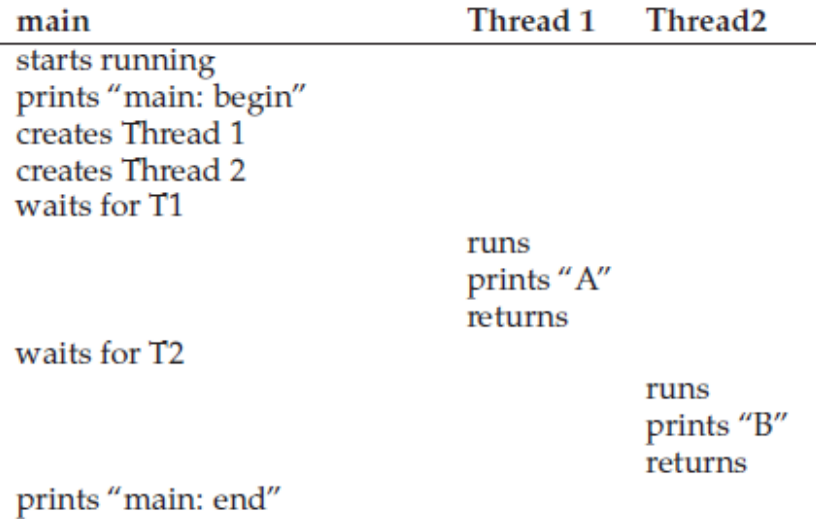 main Thread 1 Thread2
starts running
prints “main: begin”
creates Thread 1
creates Thread 2
waits for T1
runs
prints “A”
returns
waits for T2
runs
prints “B”
returns
prints “main: end”